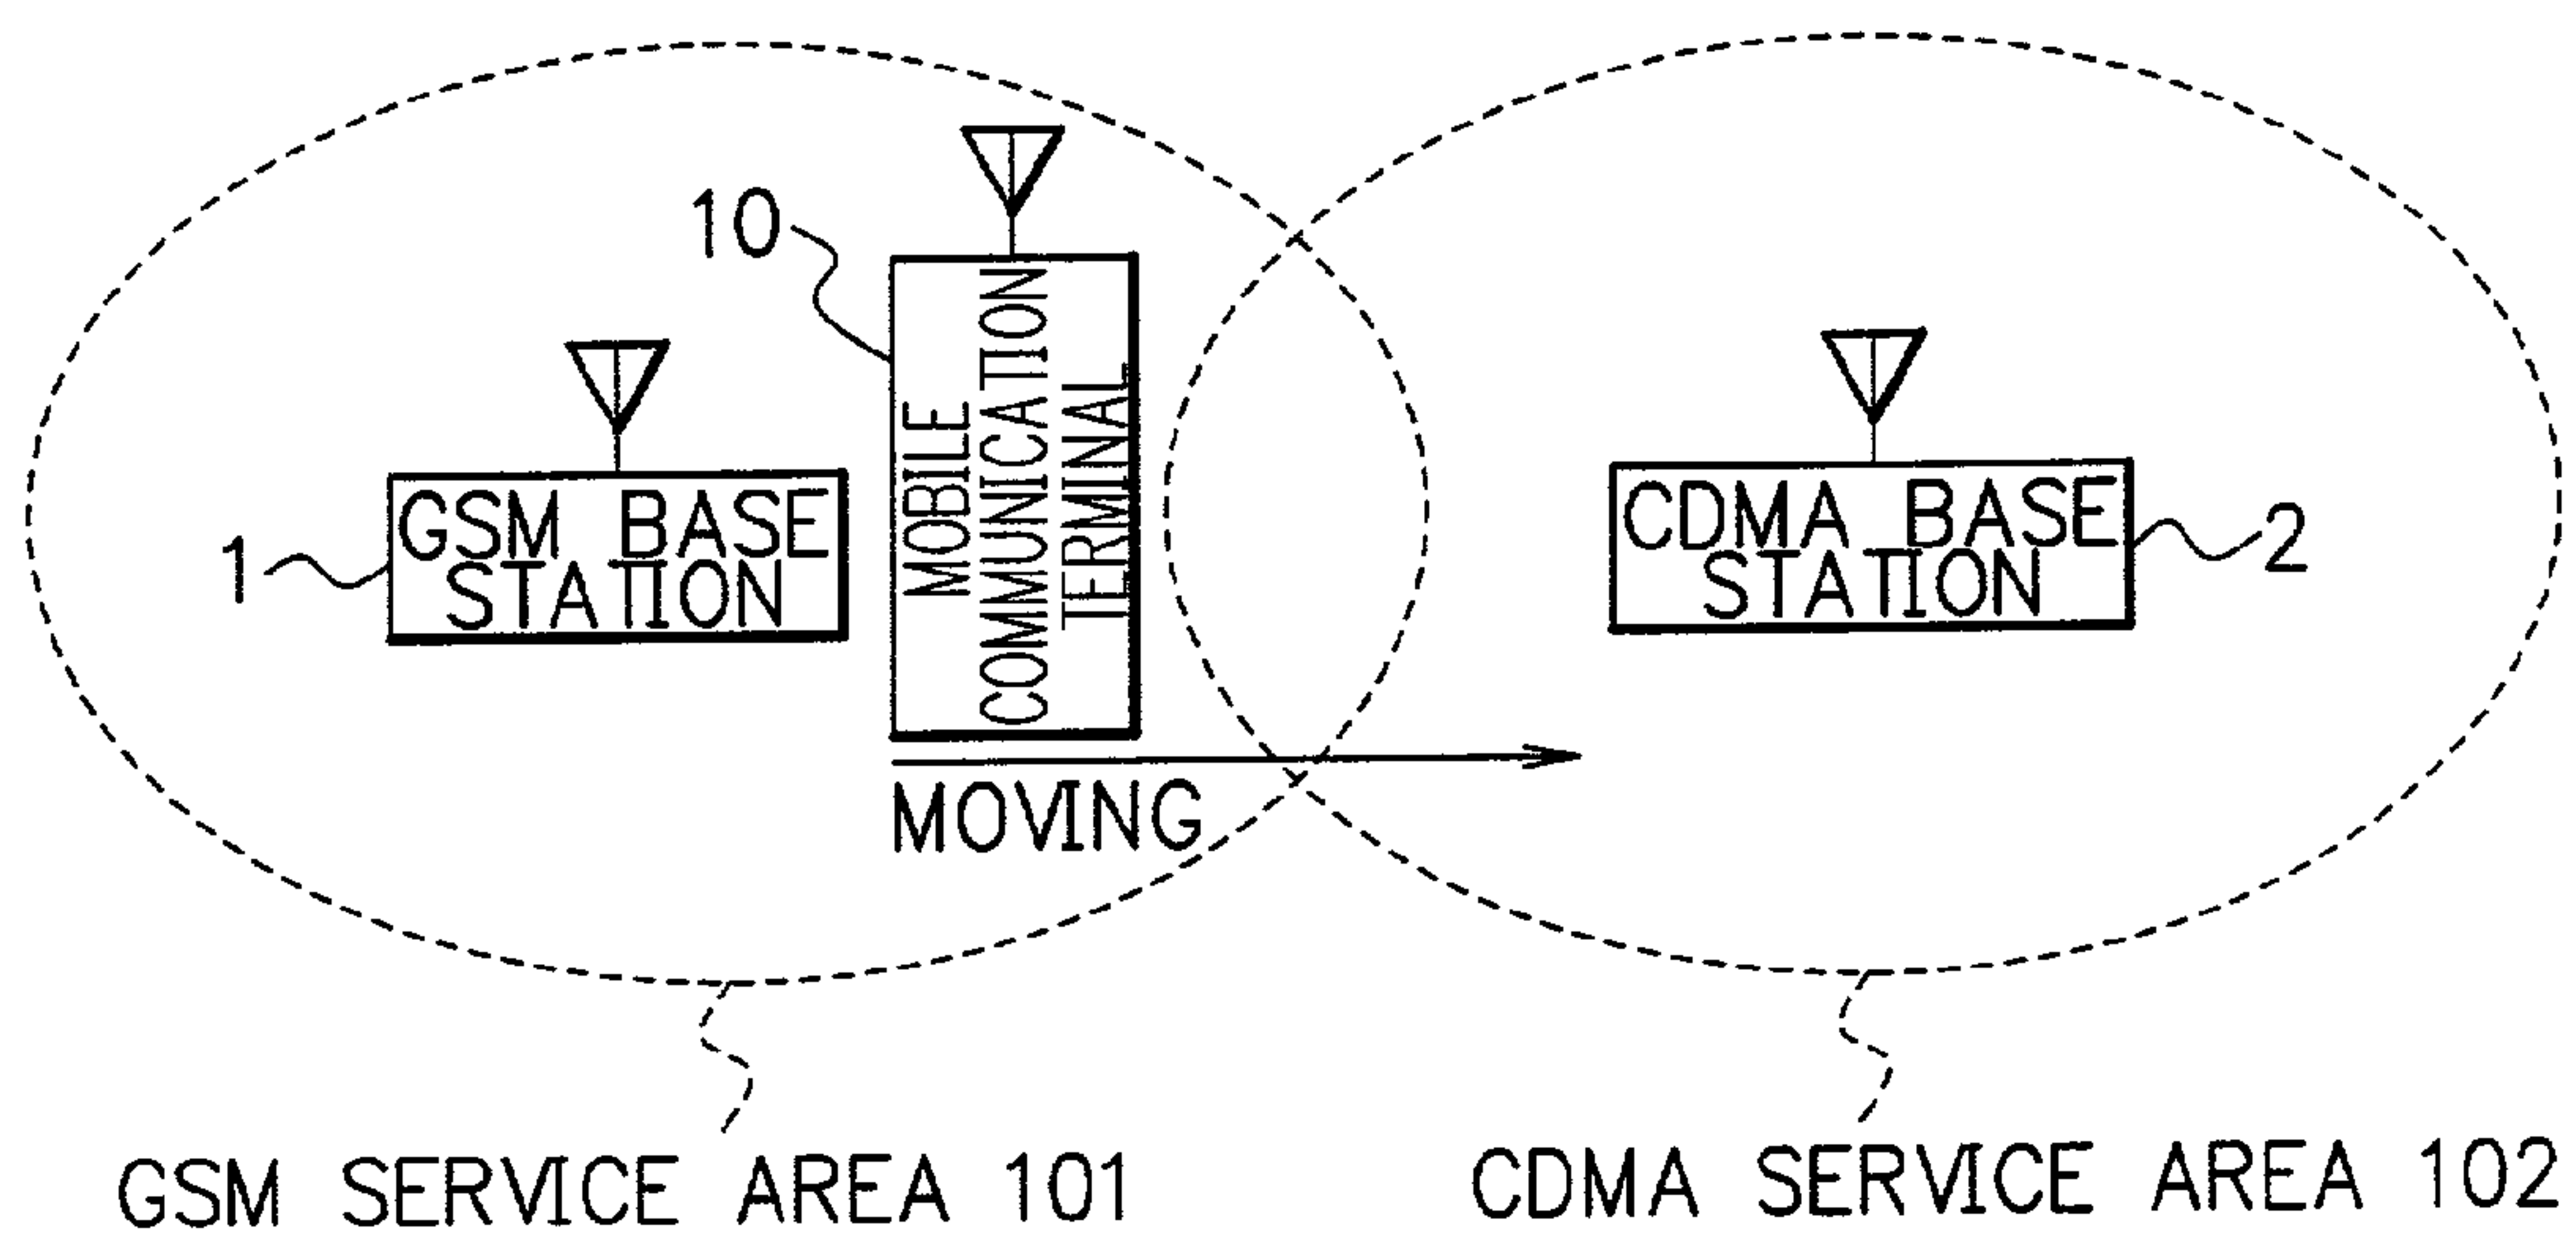 10
MOBILE
COMMUNICATION
TERMINAL
1
GSM BASE
STATION
CDMA BASE
STATION
2
MOVING
GSM SERVICE AREA 101
CDMA SERVICE AREA 102